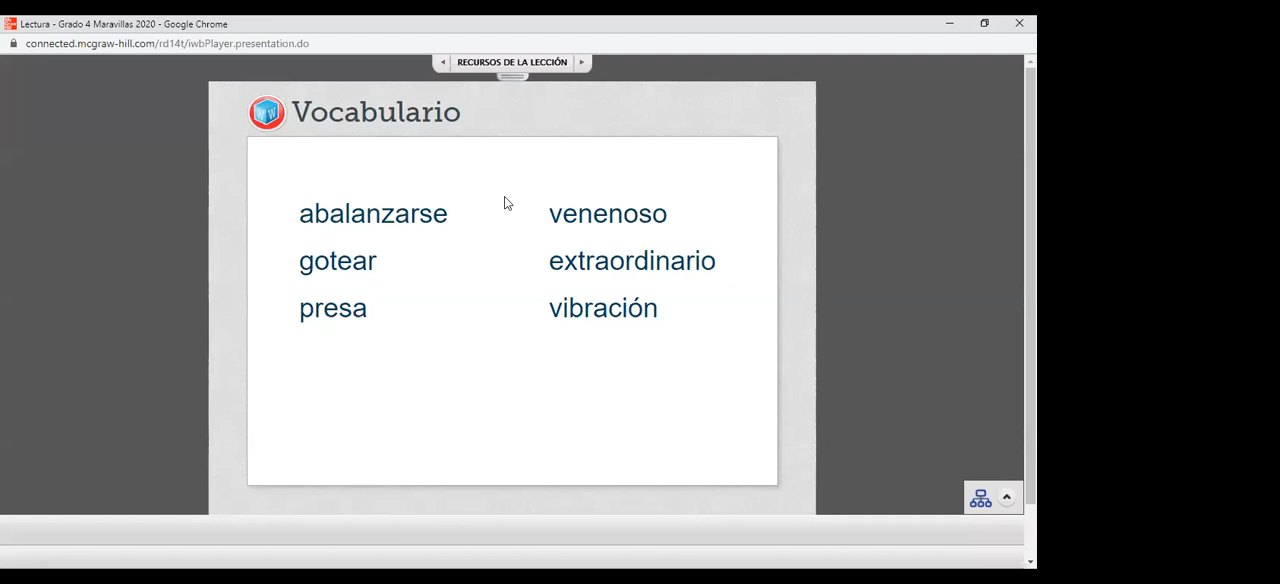 Lectura - Grado 4 Maravillas 2020 - Google Chrome
connected.mcgraw-hill.com/rd14t/iwbPlayer.presentation.do
RECURSOS DE LA LECCIÓN
Vocabulario
abalanzarse venenoso
gotear extraordinario
presa vibración